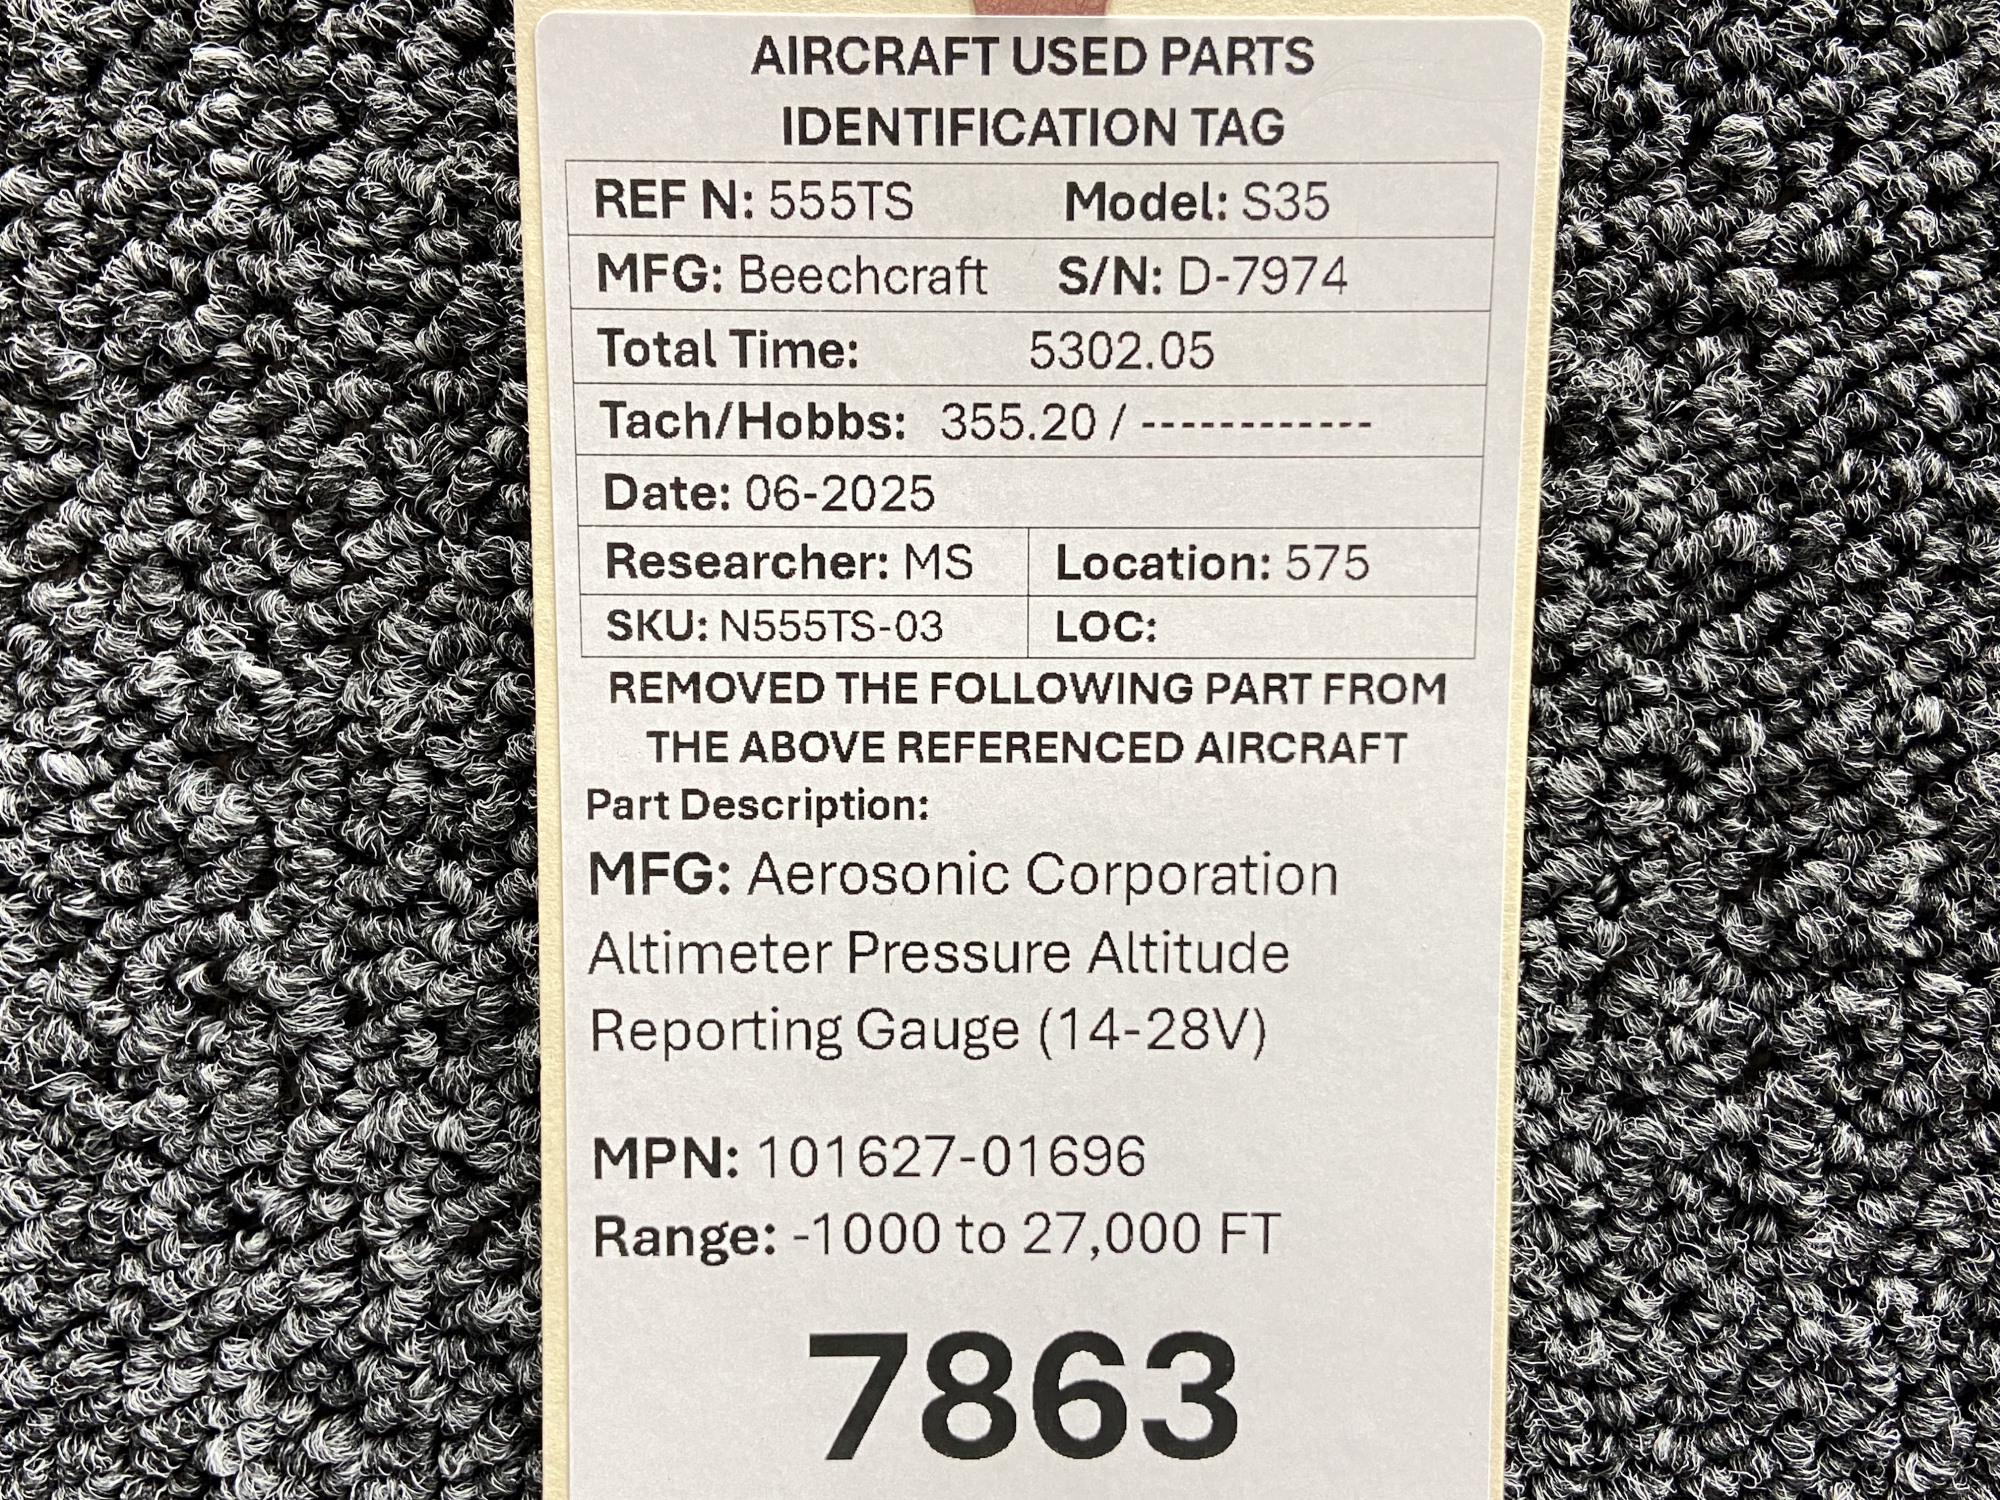 AIRCRAFT USED PARTS
IDENTIFICATION TAG
REF N: 555TS Model: S35
MFG: Beechcraft S/N: D-7974
Total Time: 5302.05
Tach/Hobbs: 355.20 / ------------
Date: 06-2025
Researcher: MS Location: 575
SKU: N555TS-03 LOC:
REMOVED THE FOLLOWING PART FROM
THE ABOVE REFERENCED AIRCRAFT
Part Description:
MFG: Aerosonic Corporation
Altimeter Pressure Altitude
Reporting Gauge (14-28V)
MPN: 101627-01696
Range: -1000 to 27,000 FT
7863